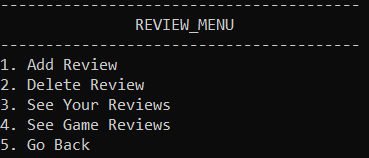 ------------------------------------
REVIEW_MENU
------------------------------------
1. Add Review
2. Delete Review
3. See Your Reviews
4. See Game Reviews
5. Go Back